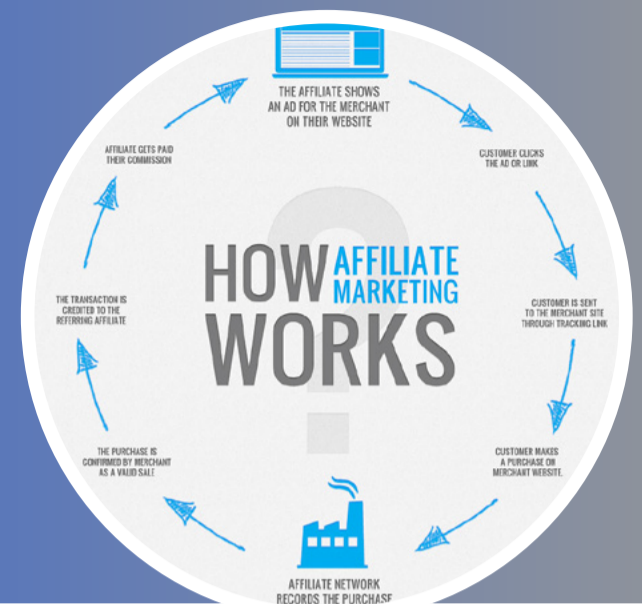 THE AFFILIATE SHOWS
AN AD FOR THE MERCHANT
ON THEIR WEBSITE
CUSTOMER CLICKS
THE AD OR LINK
CUSTOMER IS SENT
TO THE MERCHANT SITE
THROUGH TRACKING LINK
CUSTOMER MAKES
A PURCHASE ON
MERCHANT WEBSITE.
AFFILIATE NETWORK
RECORDS THE PURCHASE
THE PURCHASE IS
CONFIRMED BY MERCHANT
AS A VALID SALE
THE TRANSACTION IS
CREDITED TO THE
REFERRING AFFILIATE
AFFILIATE GETS PAID
THEIR COMMISSION
HOW AFFILIATE
MARKETING
WORKS
?